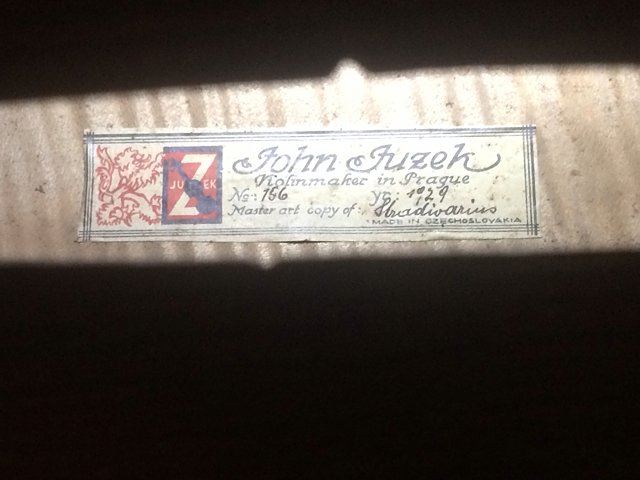 JUZEK
John Juzek
Violinmaker in Prague
No: 156 Yr. 1929
Master art copy of: Stradivarius
MADE IN CZECHOSLOVAKIA